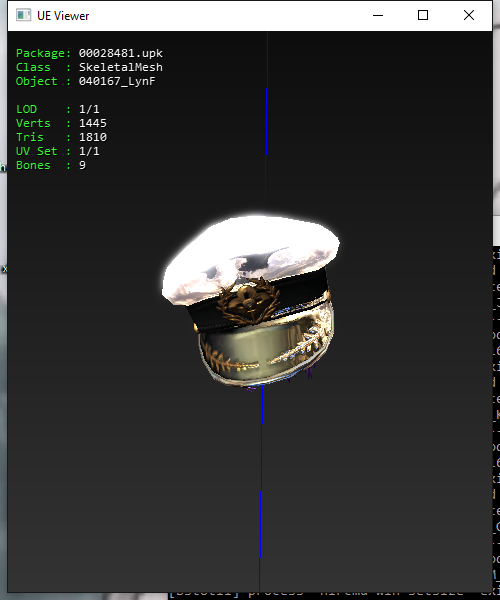 UE Viewer
Package: 00028481.upk
Class : SkeletalMesh
Object : 040167_LynF
LOD : 1/1
Verts : 1445
Tris : 1810
UV Set : 1/1
Bones : 9